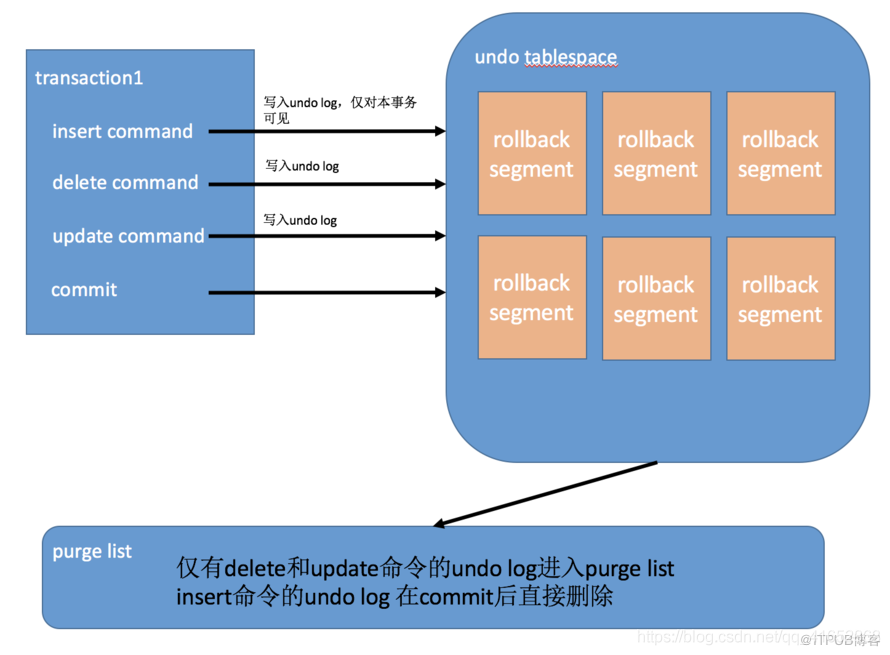 transaction1
insert command
delete command
update command
commit
写入undo log，仅对本事务
可见
写入undo log
写入undo log
undo tablespace
rollback
segment
rollback
segment
rollback
segment
rollback
segment
rollback
segment
rollback
segment
purge list
仅有delete和update命令的undo log进入purge list
insert命令的undo log 在commit后直接删除
@ITPUB博客